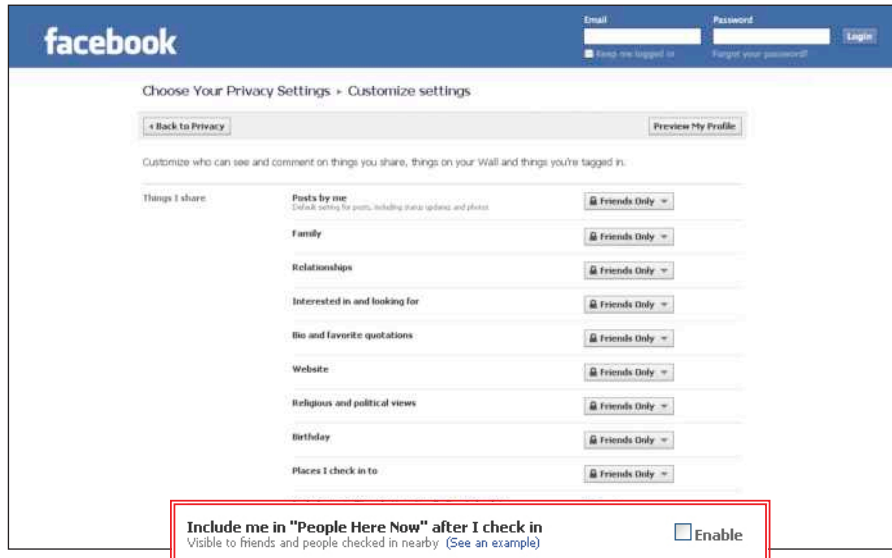 Email Password
facebook
Login
Keep me logged in Forgot your password?
Choose Your Privacy Settings ▸ Customize settings
Back to Privacy Preview My Profile
Customize who can see and comment on things you share, things on your Wall and things you're tagged in.
Things I share Posts by me Friends Only
Default setting for posts, including status updates and photos
Family Friends Only
Relationships Friends Only
Interested in and looking for Friends Only
Bio and favorite quotations Friends Only
Website Friends Only
Religious and political views Friends Only
Birthday Friends Only
Places I check in to Friends Only
Include me in "People Here Now" after I check in Enable
Visible to friends and people checked in nearby (See an example)